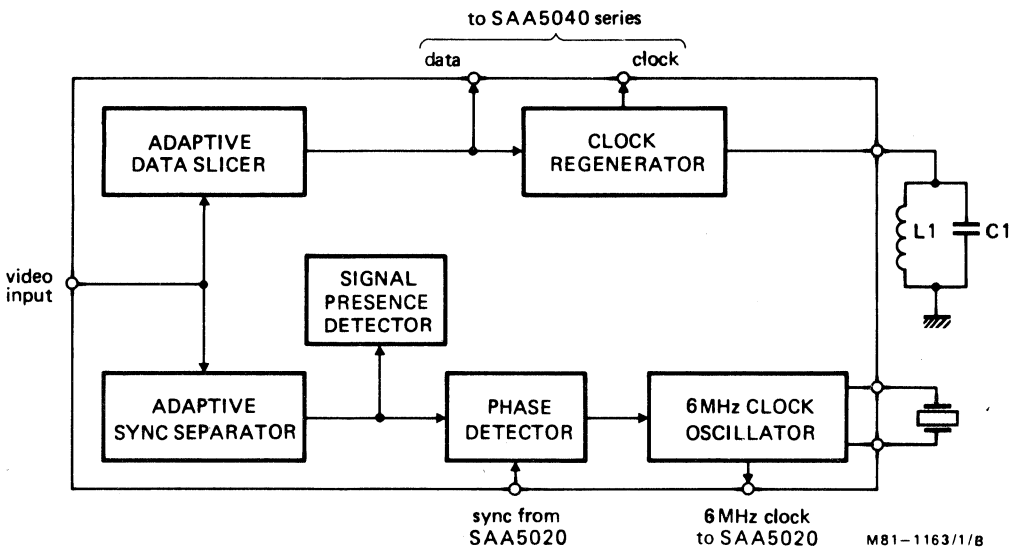 to SAA5040 series
data
clock
ADAPTIVE
DATA SLICER
CLOCK
REGENERATOR
L1
C1
video
input
SIGNAL
PRESENCE
DETECTOR
ADAPTIVE
SYNC SEPARATOR
PHASE
DETECTOR
6MHz CLOCK
OSCILLATOR
sync from
SAA5020
6MHz clock
to SAA5020
M81-1163/1/B